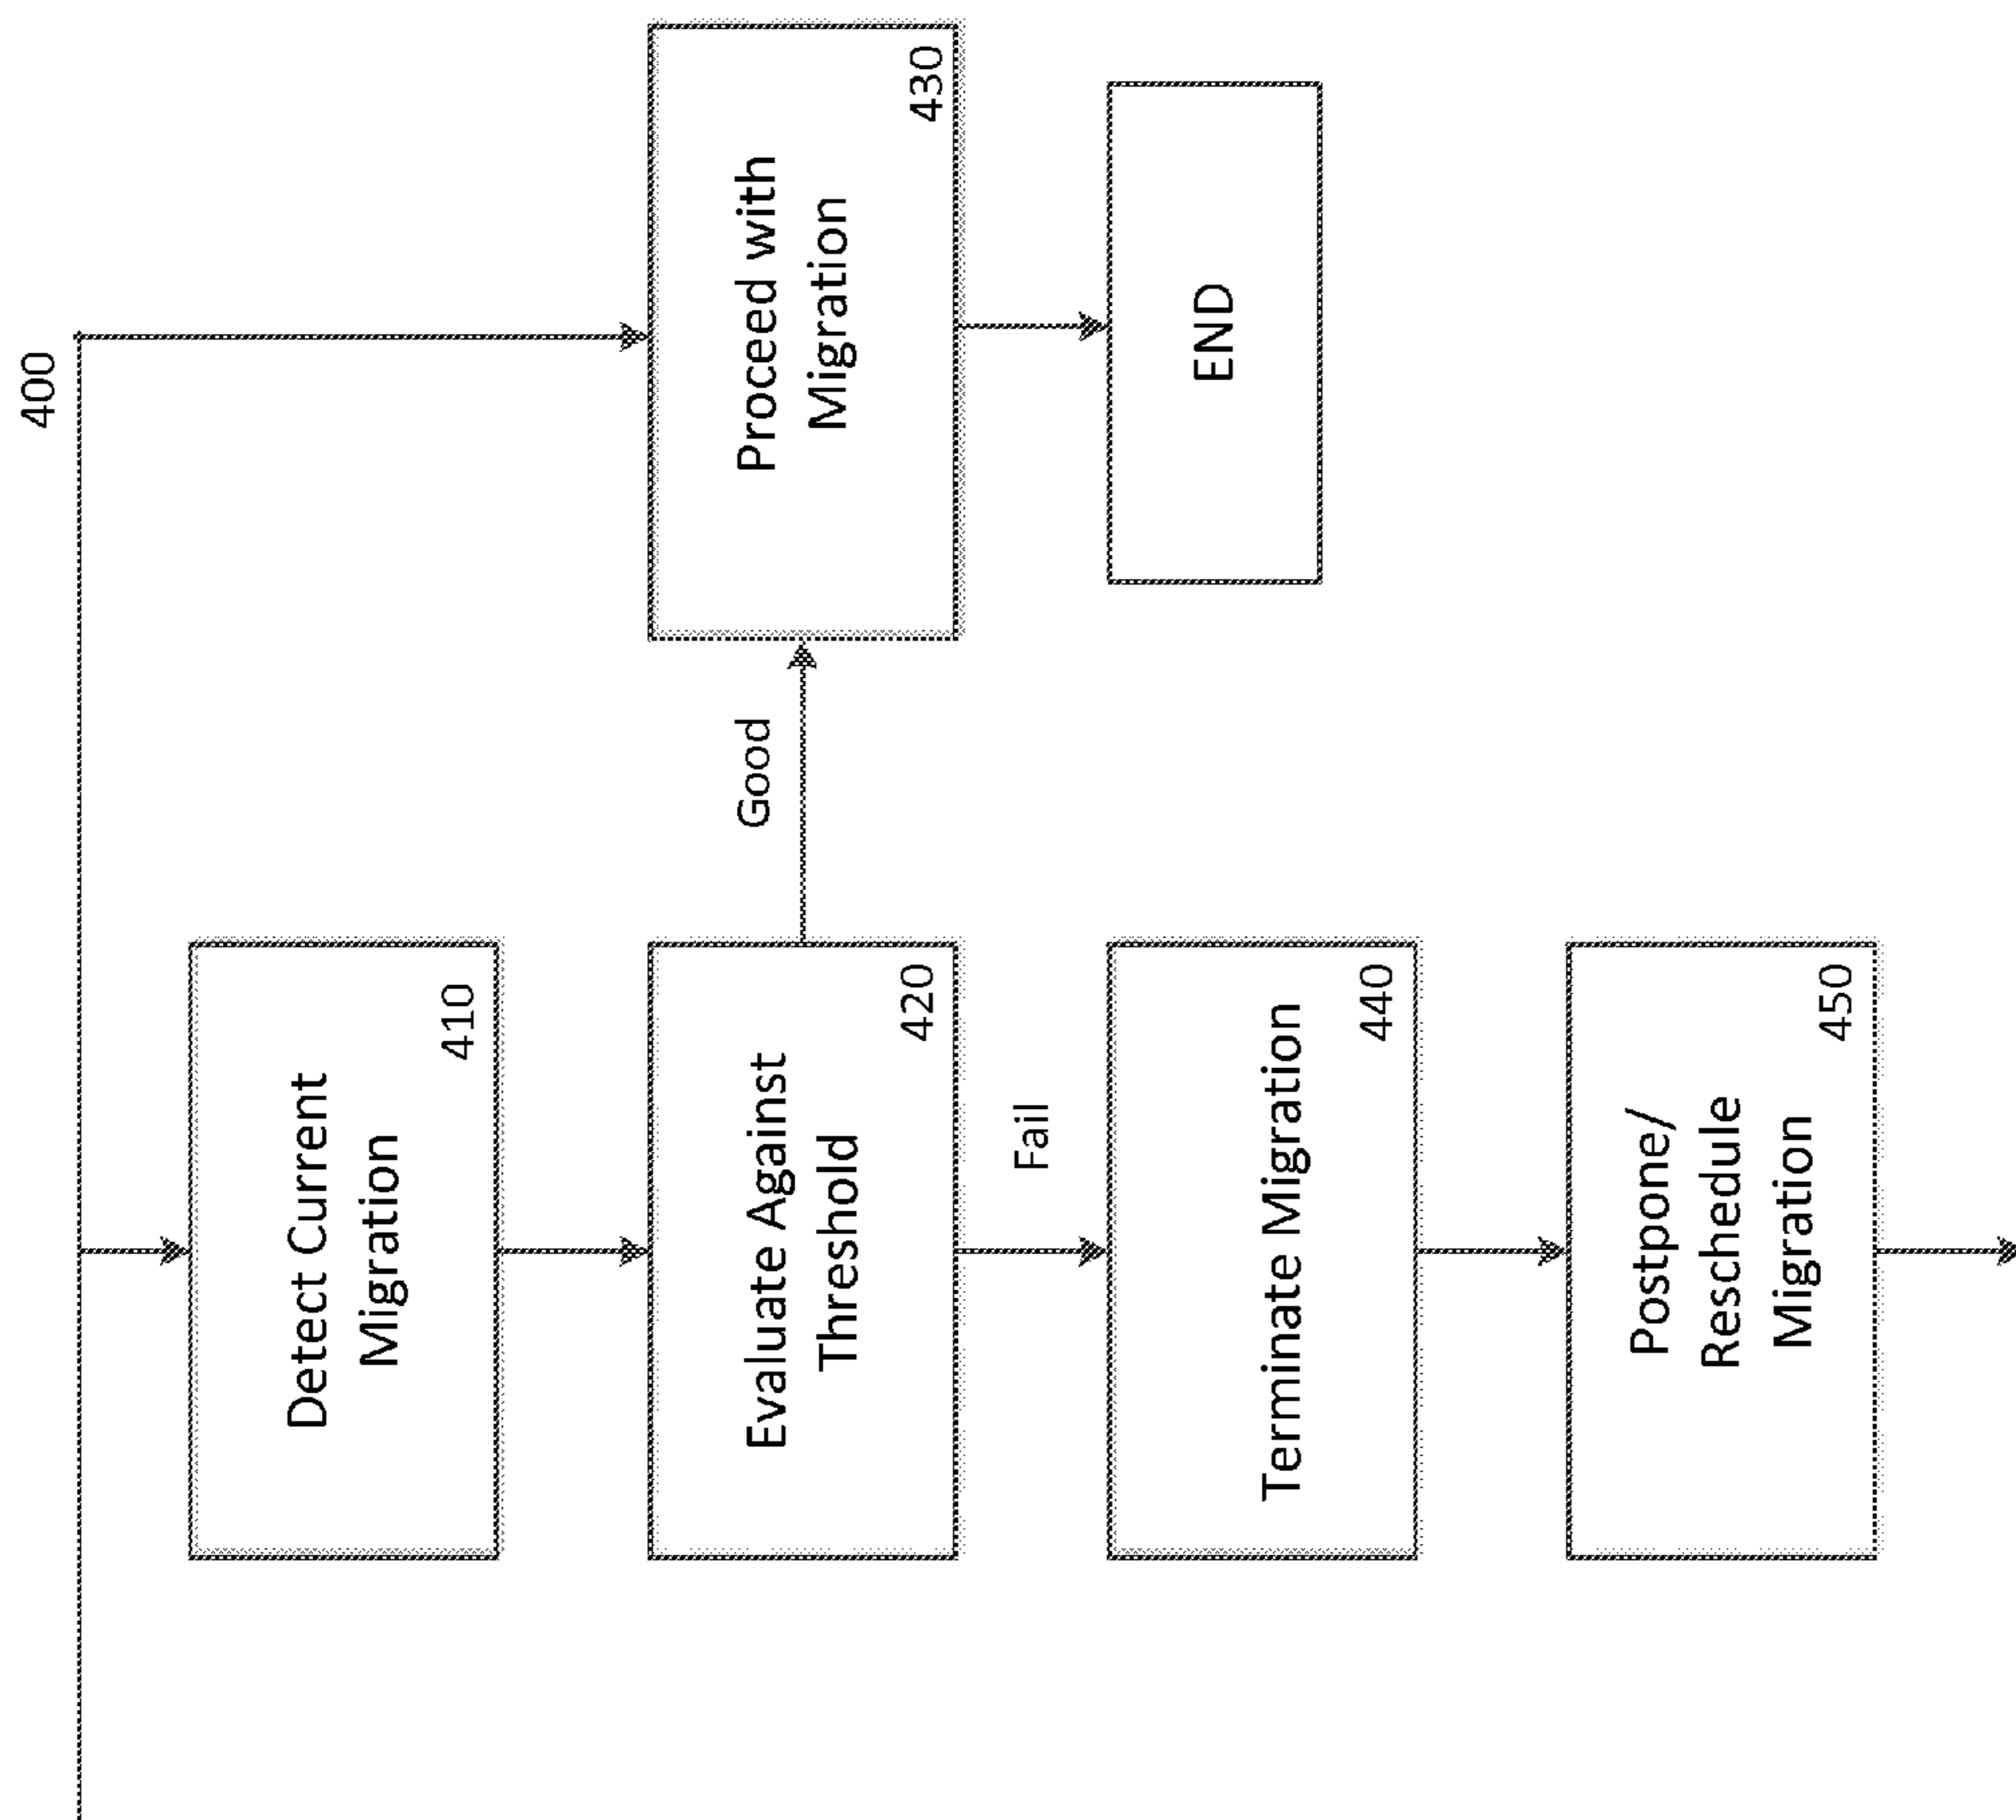 400
Detect Current
Migration
410
Evaluate Against
Threshold
420
Good
Proceed with
Migration
430
END
Fail
Terminate Migration
440
Postpone/
Reschedule
Migration
450